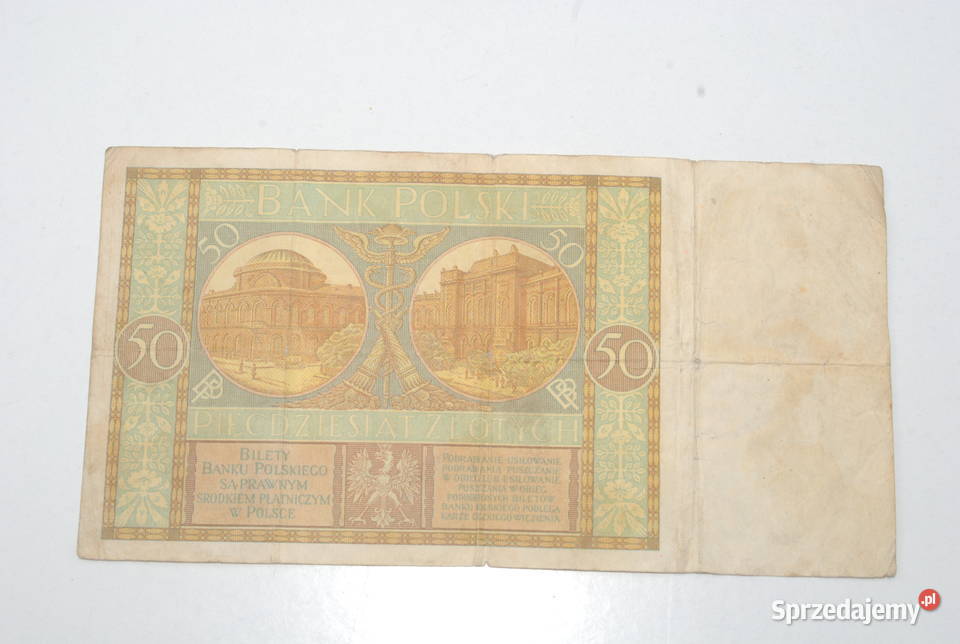 BANK POLSKI
50
50
50
50
PIĘĆDZIESIĄT ZŁOTYCH
BILETY
BANKU POLSKIEGO
SĄ PRAWNYM
ŚRODKIEM PŁATNICZYM
W POLSCE
PODRABIANIE·USIŁOWANIE
PODRABIANIA PUSZCZANIE
W OBIEG LUB USIŁOWANIE
PUSZCZANIA W OBIEG
PODROBIONYCH BILETÓW
BANKU POLSKIEGO PODLEGA
KARZE CIĘŻKIEGO WIĘZIENIA
Sprzedajemy.pl